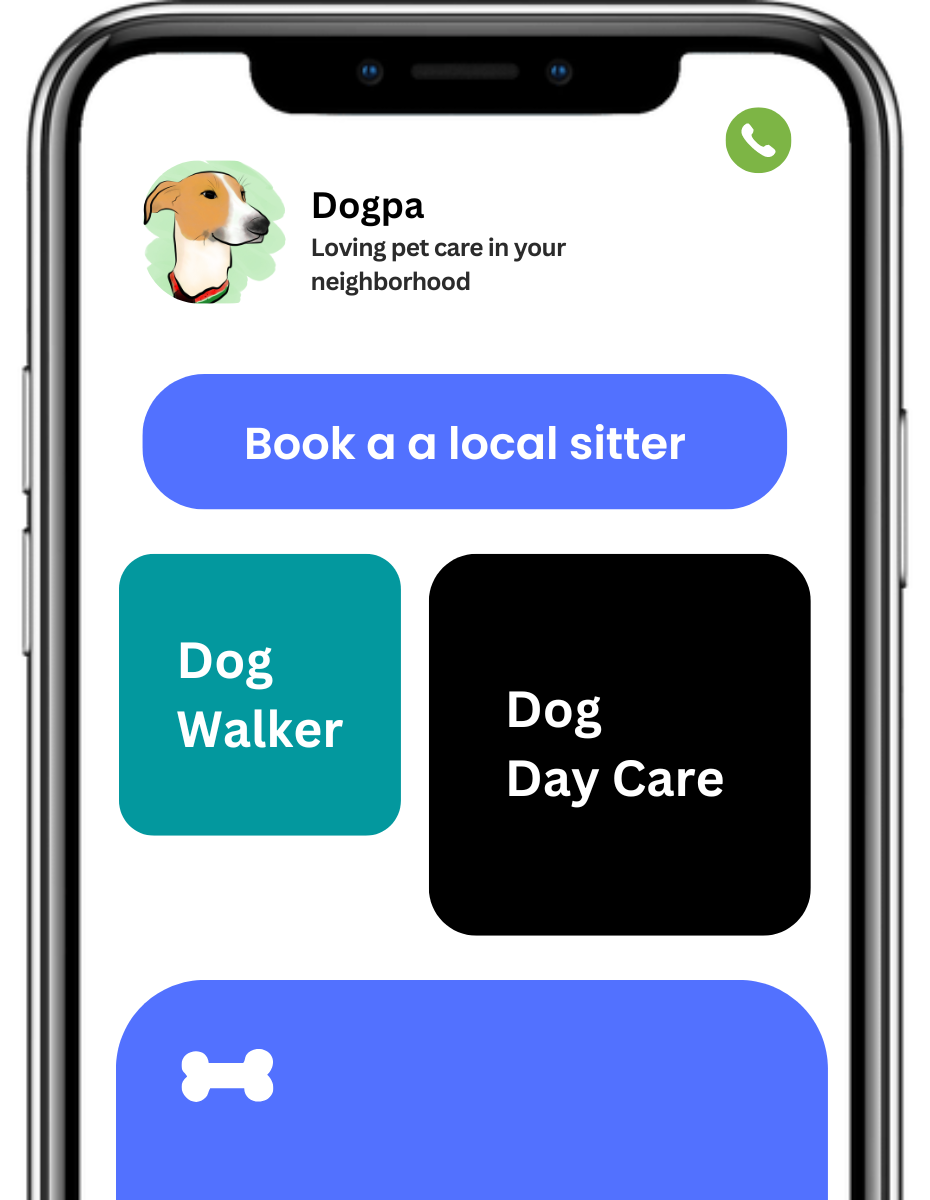 Dogpa
Loving pet care in your
neighborhood
Book a a local sitter
Dog
Walker
Dog
Day Care